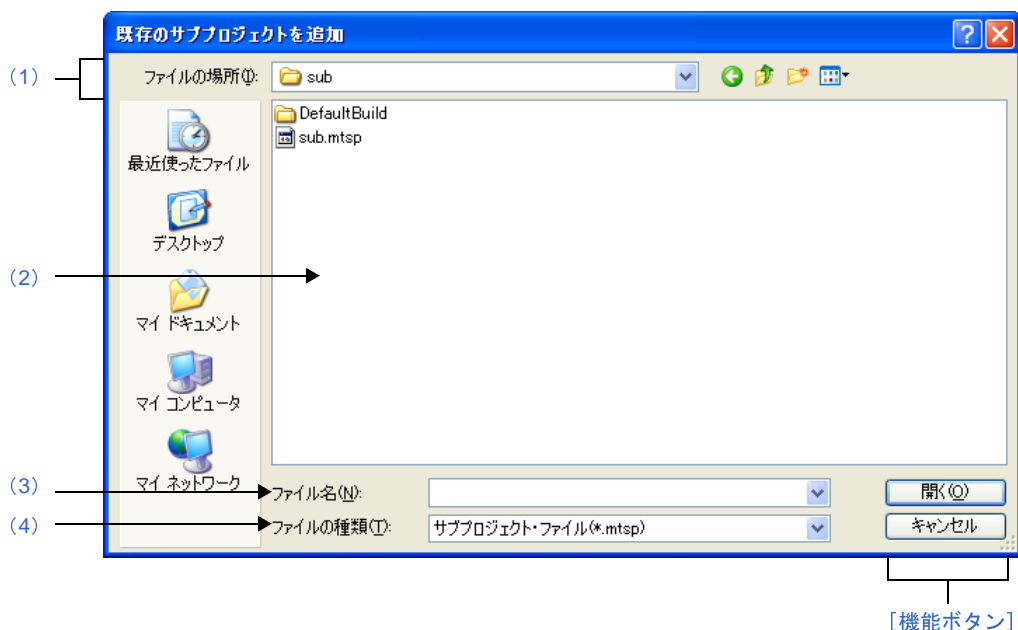 既存のサブプロジェクトを追加
(1)
ファイルの場所(I):
sub
DefaultBuild
sub.mtsp
最近使ったファイル
デスクトップ
(2)
マイ ドキュメント
マイ コンピュータ
マイ ネットワーク
(3)
ファイル名(N):
開く(O)
(4)
ファイルの種類(T):
サブプロジェクト・ファイル(*.mtsp)
キャンセル
[機能ボタン]